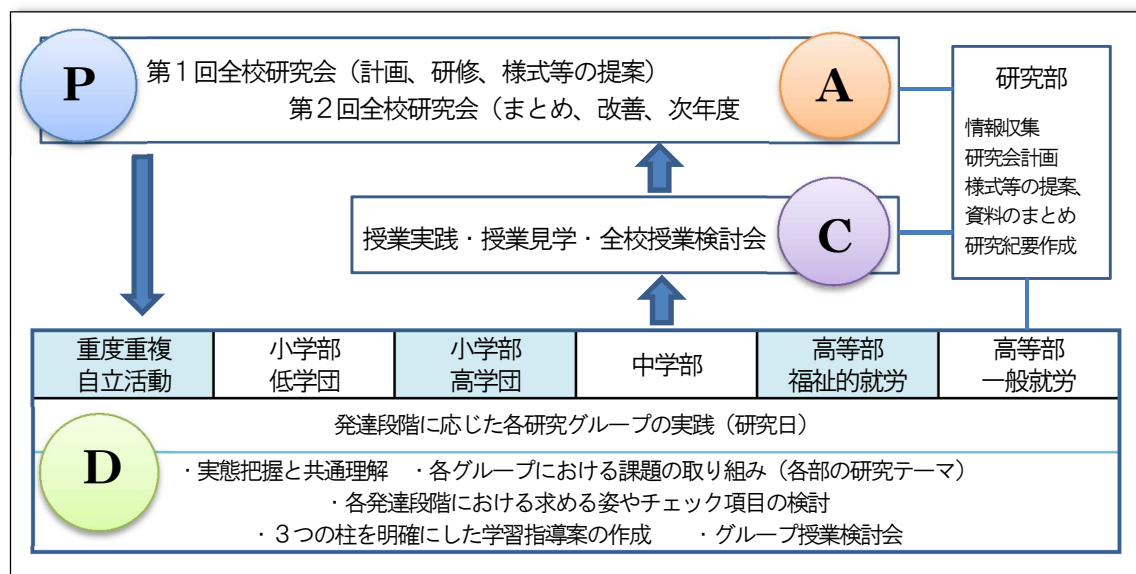 P
第１回全校研究会（計画、研修、様式等の提案）
第２回全校研究会（まとめ、改善、次年度
A
研究部
情報収集
研究会計画
様式等の提案、
資料のまとめ
研究紀要作成
授業実践・授業見学・全校授業検討会
C
重度重複
自立活動
小学部
低学団
小学部
高学団
中学部
高等部
福祉的就労
高等部
一般就労
発達段階に応じた各研究グループの実践（研究日）
D
・実態把握と共通理解　・各グループにおける課題の取り組み（各部の研究テーマ）
・各発達段階における求める姿やチェック項目の検討
・３つの柱を明確にした学習指導案の作成　　・グループ授業検討会